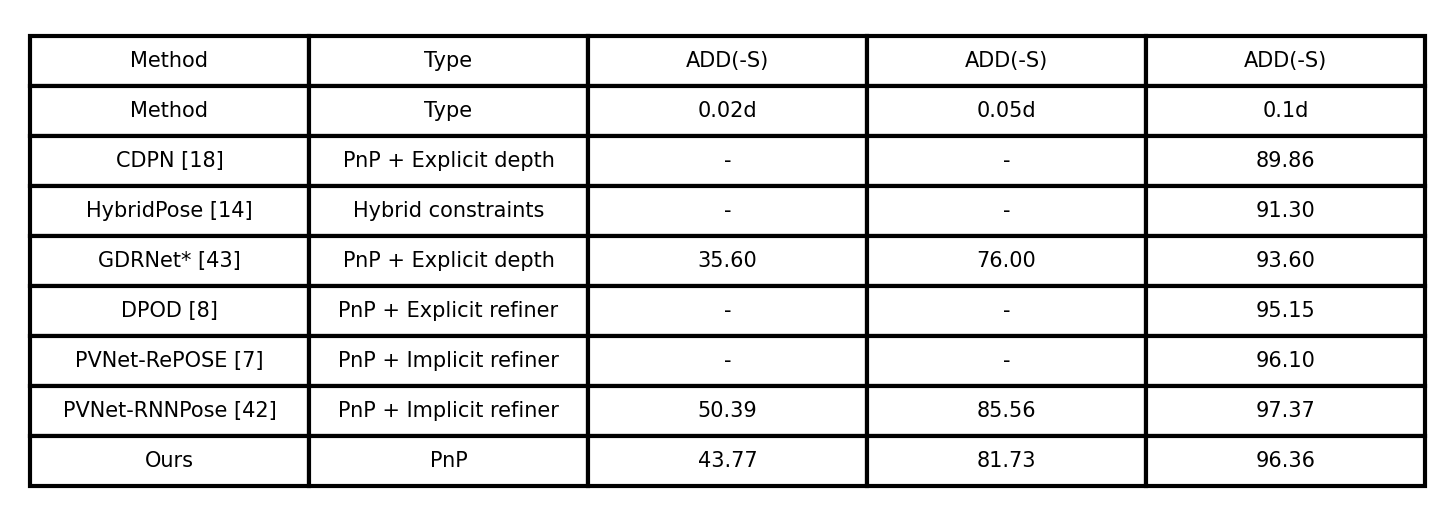 Method Type ADD(-S) ADD(-S) ADD(-S)
Method Type 0.02d 0.05d 0.1d
CDPN [18] PnP + Explicit depth - - 89.86
HybridPose [14] Hybrid constraints - - 91.30
GDRNet* [43] PnP + Explicit depth 35.60 76.00 93.60
DPOD [8] PnP + Explicit refiner - - 95.15
PVNet-RePOSE [7] PnP + Implicit refiner - - 96.10
PVNet-RNNPose [42] PnP + Implicit refiner 50.39 85.56 97.37
Ours PnP 43.77 81.73 96.36